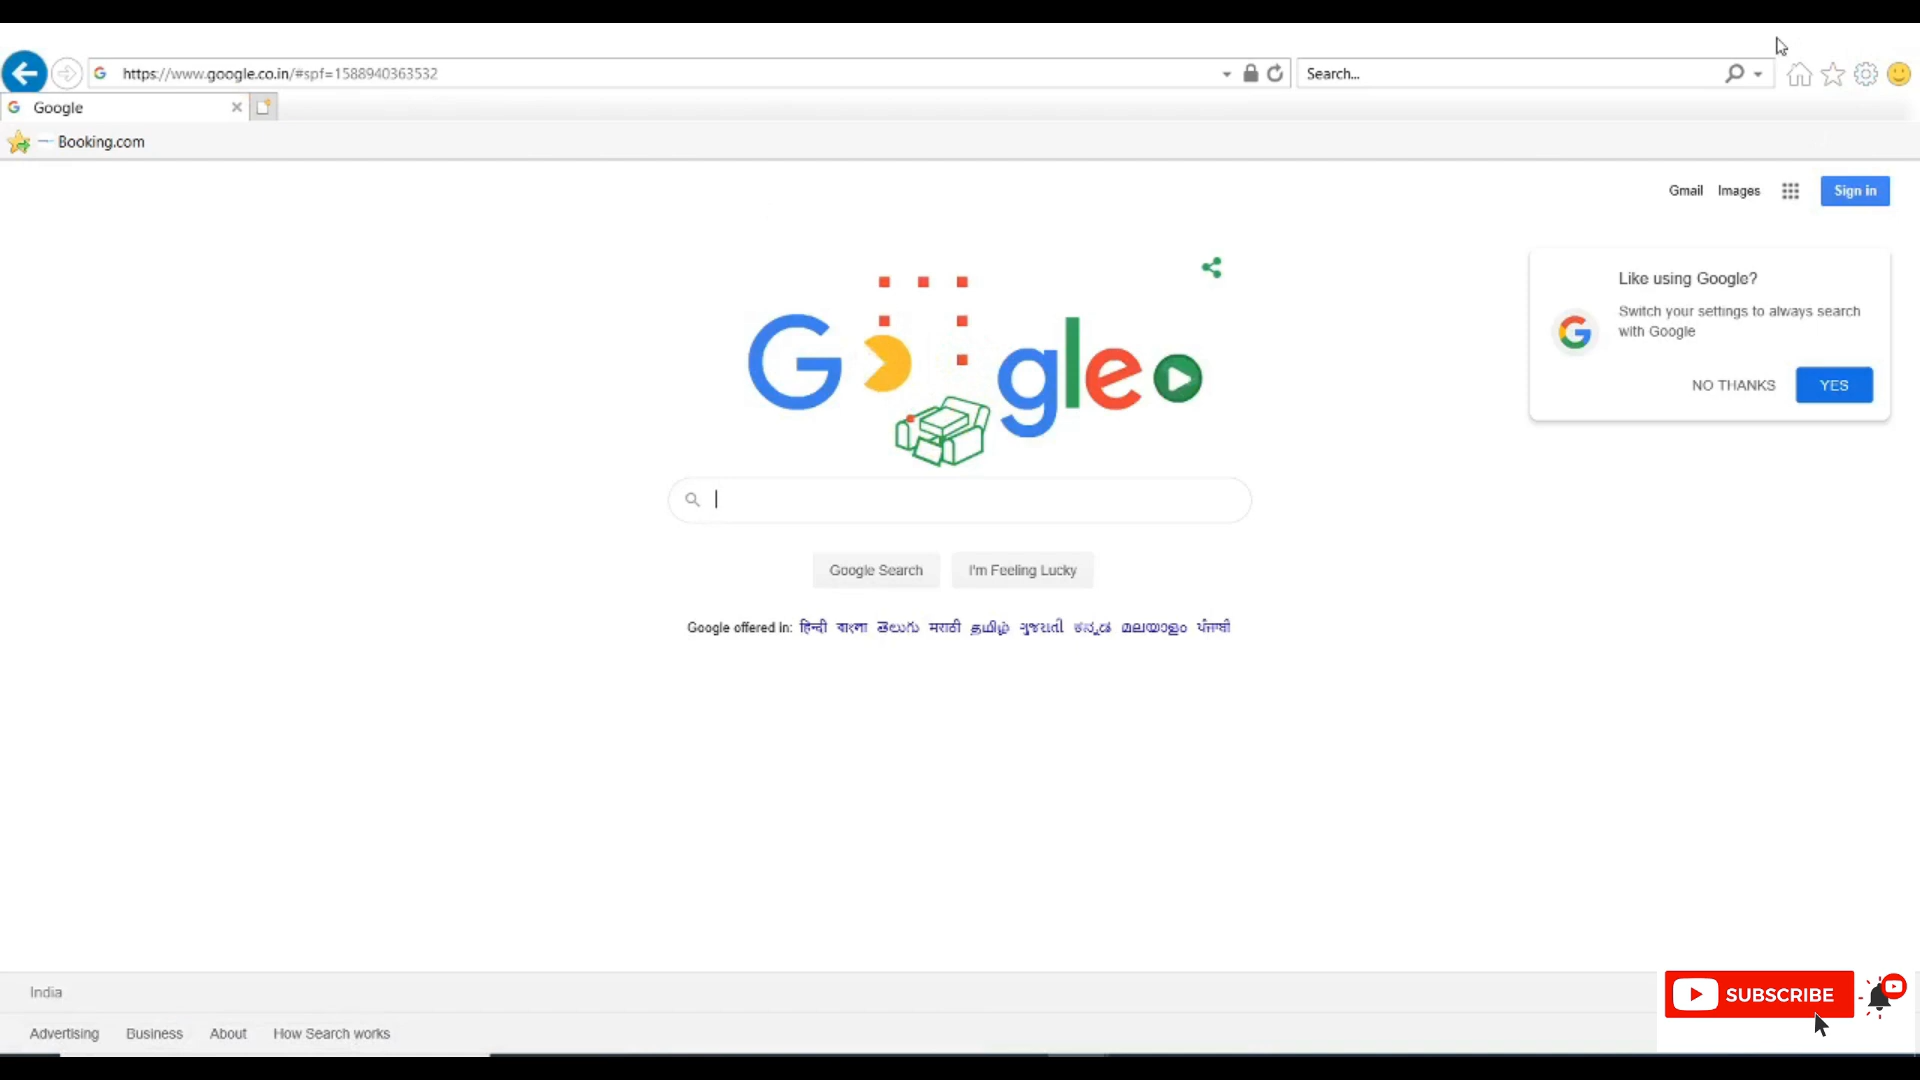 https://www.google.co.in/#spf=1588940363532
Search...
Google
Booking.com
Gmail Images Sign in
Google
Like using Google?
Switch your settings to always search
with Google
NO THANKS YES
Google Search I'm Feeling Lucky
Google offered in: हिन्दी বাংলা తెలుగు मराठी தமிழ் ગુજરાતી ಕನ್ನಡ മലയാളം ਪੰਜਾਬੀ
India
SUBSCRIBE
Advertising Business About How Search works